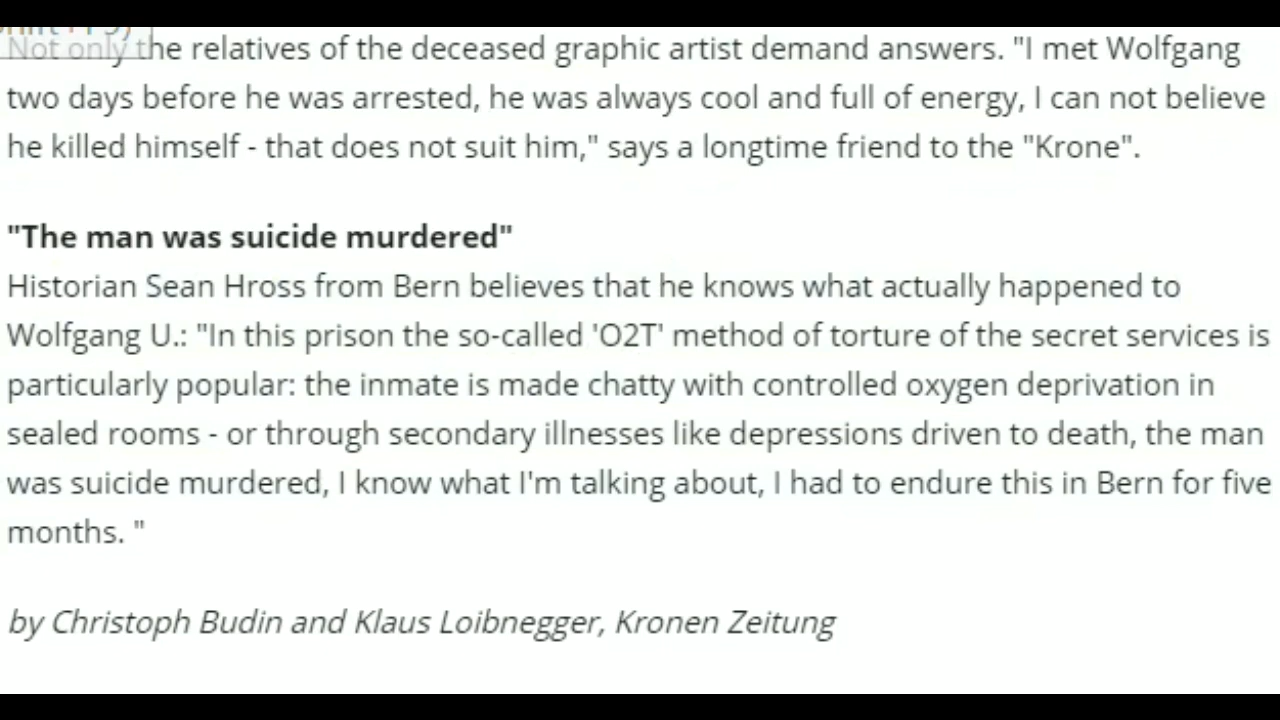 Not only the relatives of the deceased graphic artist demand answers. "I met Wolfgang
two days before he was arrested, he was always cool and full of energy, I can not believe
he killed himself - that does not suit him," says a longtime friend to the "Krone".
"The man was suicide murdered"
Historian Sean Hross from Bern believes that he knows what actually happened to
Wolfgang U.: "In this prison the so-called 'O2T' method of torture of the secret services is
particularly popular: the inmate is made chatty with controlled oxygen deprivation in
sealed rooms - or through secondary illnesses like depressions driven to death, the man
was suicide murdered, I know what I'm talking about, I had to endure this in Bern for five
months. "
by Christoph Budin and Klaus Loibnegger, Kronen Zeitung